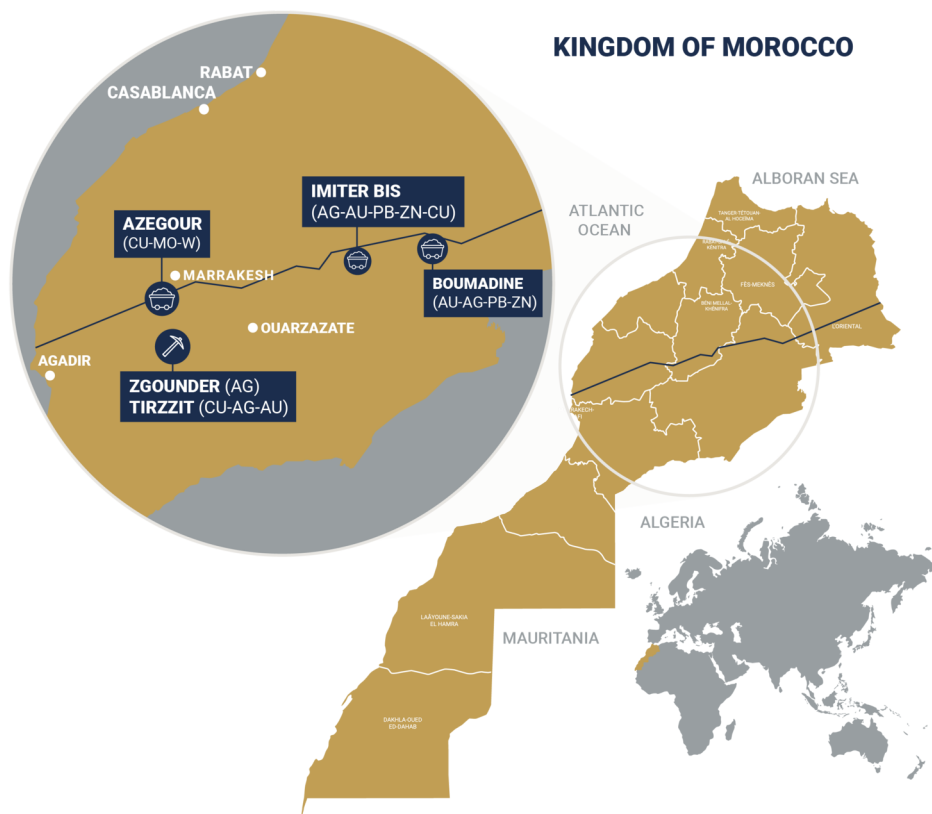 KINGDOM OF MOROCCO
RABAT
CASABLANCA
IMITER BIS
(AG-AU-PB-ZN-CU)
AZEGOUR
(CU-MO-W)
MARRAKESH
BOUMADINE
(AU-AG-PB-ZN)
OUARZAZATE
AGADIR
ZGOUNDER (AG)
TIRZZIT (CU-AG-AU)
ALBORAN SEA
ATLANTIC
OCEAN
TANGER-TÉTOUAN-
AL HOCEÏMA
FÈS-MEKNÈS
BÉNI MELLAL-
KHÉNIFRA
L'ORIENTAL
ALGERIA
LAÂYOUNE-SAKIA
EL HAMRA
MAURITANIA
DAKHLA-OUED
ED-DAHAB